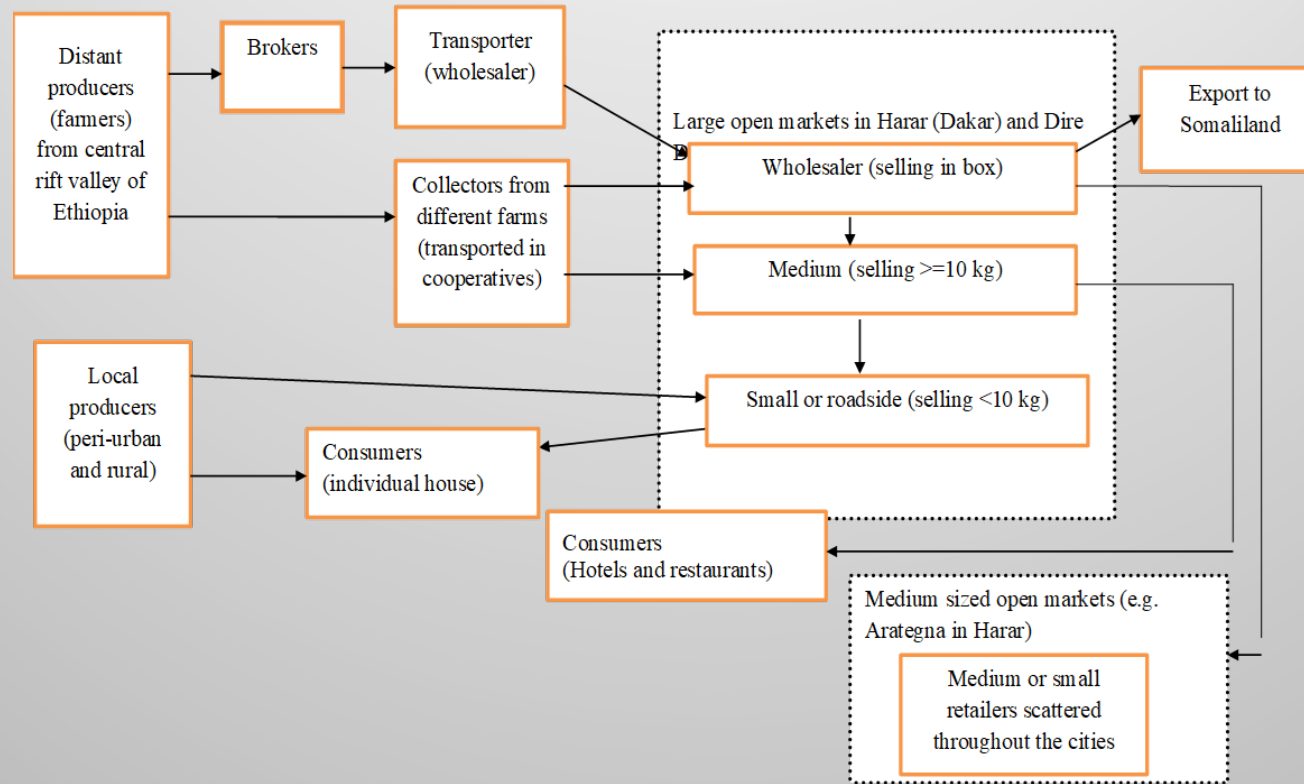 Distant
producers
(farmers)
from central
rift valley of
Ethiopia
Brokers
Transporter
(wholesaler)
Large open markets in Harar (Dakar) and Dire
D
Wholesaler (selling in box)
Export to
Somaliland
Collectors from
different farms
(transported in
cooperatives)
Medium (selling >=10 kg)
Local
producers
(peri-urban
and rural)
Small or roadside (selling <10 kg)
Consumers
(individual house)
Consumers
(Hotels and restaurants)
Medium sized open markets (e.g.
Arategna in Harar)
Medium or small
retailers scattered
throughout the cities